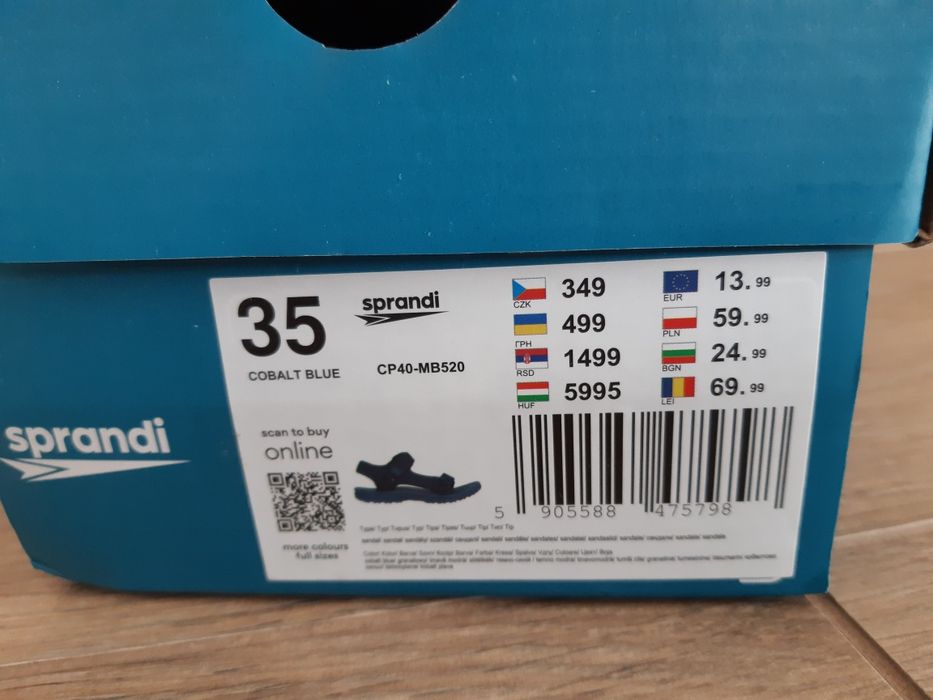 35
COBALT BLUE
sprandi
CP40-MB520
349
CZK
499
ГРН
1499
RSD
5995
HUF
13.99
EUR
59.99
PLN
24.99
BGN
69.99
LEI
sprandi
scan to buy
online
more colours
full sizes
5 905588 475798